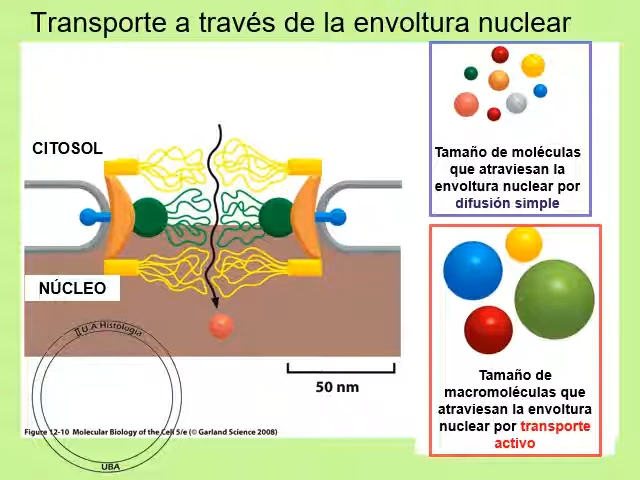 Transporte a través de la envoltura nuclear
CITOSOL
NÚCLEO
50 nm
Figure 12-10 Molecular Biology of the Cell 5/e (© Garland Science 2008)
II U A Histología
UBA
Tamaño de moléculas
que atraviesan la
envoltura nuclear por
difusión simple
Tamaño de
macromoléculas que
atraviesan la envoltura
nuclear por transporte
activo